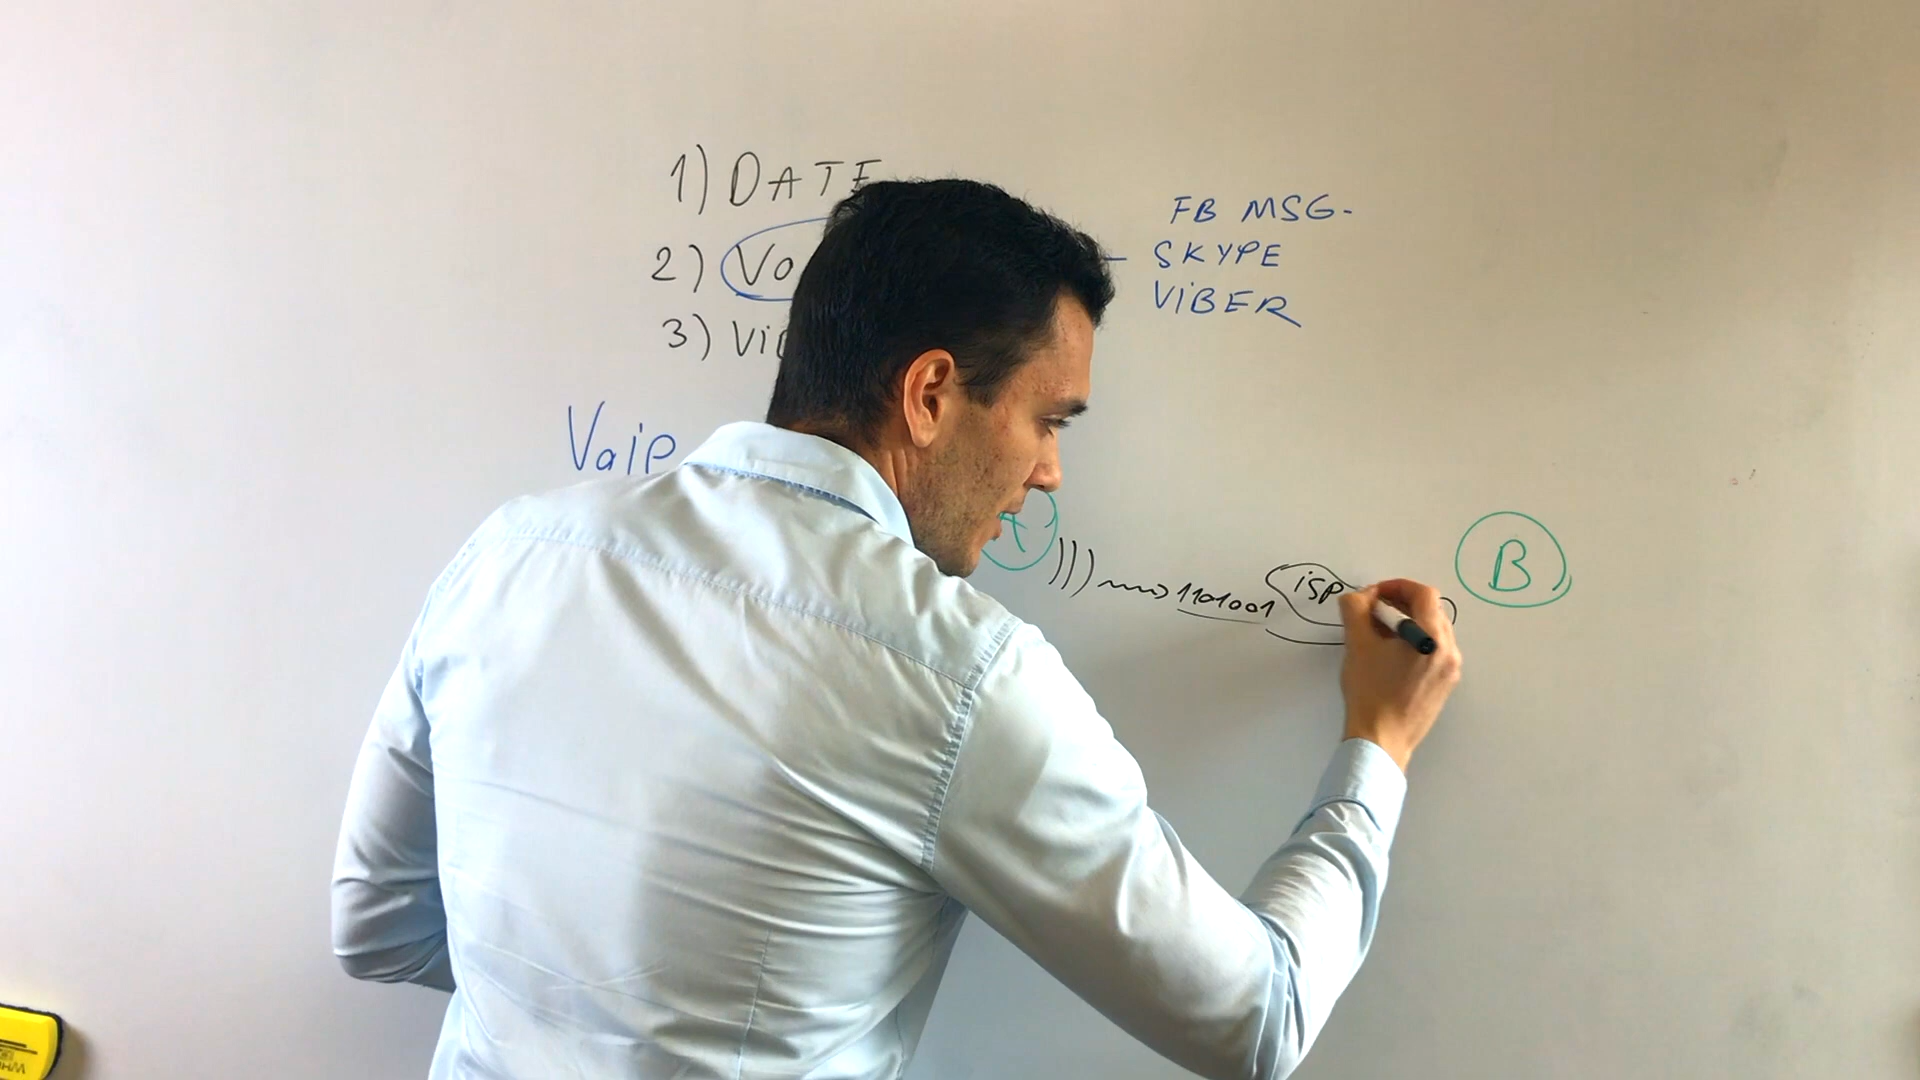 1) DATE
2) Vo
3) Vi
FB MSG.
SKYPE
VIBER
VoiP
A ))) 1101001 isp
B